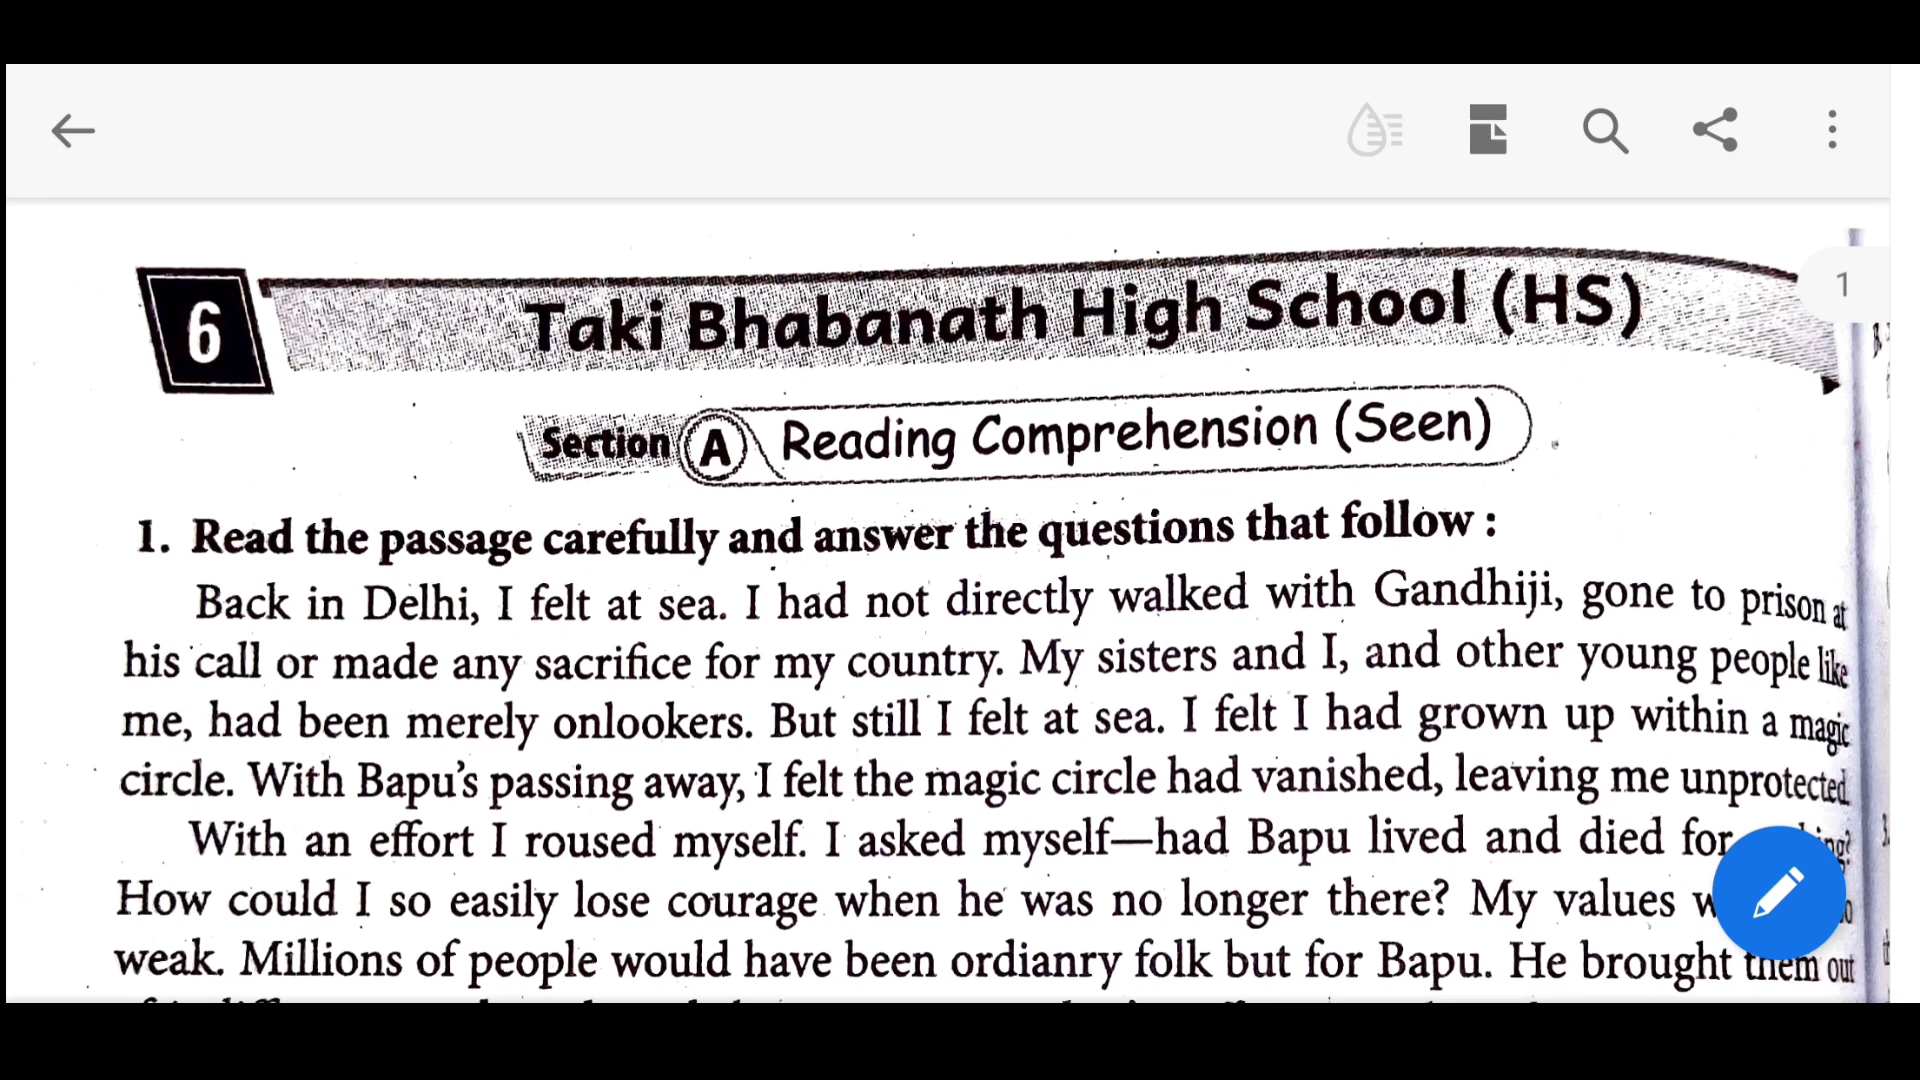 1
6 Taki Bhabanath High School (HS)
Section A Reading Comprehension (Seen)
1. Read the passage carefully and answer the questions that follow :
Back in Delhi, I felt at sea. I had not directly walked with Gandhiji, gone to prison at
his call or made any sacrifice for my country. My sisters and I, and other young people like
me, had been merely onlookers. But still I felt at sea. I felt I had grown up within a magic
circle. With Bapu's passing away, I felt the magic circle had vanished, leaving me unprotected.
With an effort I roused myself. I asked myself—had Bapu lived and died for
How could I so easily lose courage when he was no longer there? My values
weak. Millions of people would have been ordianry folk but for Bapu. He brought them out